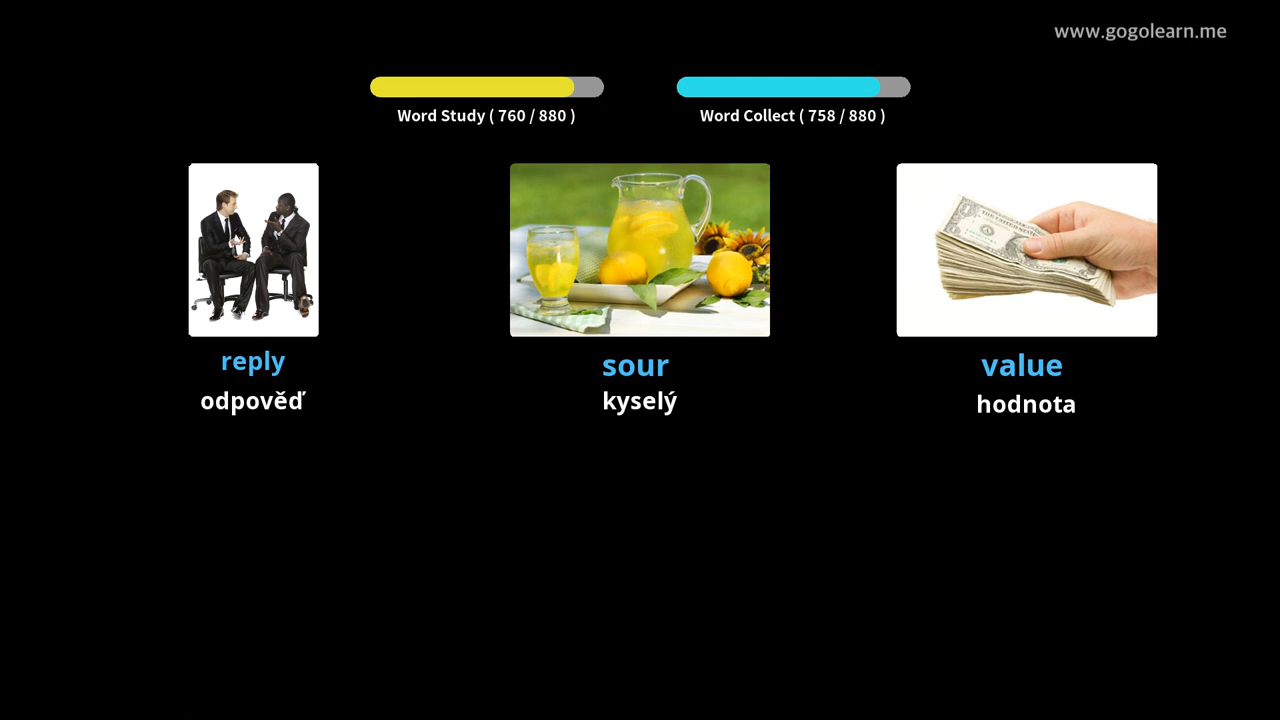 www.gogolearn.me
Word Study ( 760 / 880 )
Word Collect ( 758 / 880 )
reply
odpověď
sour
kyselý
value
hodnota